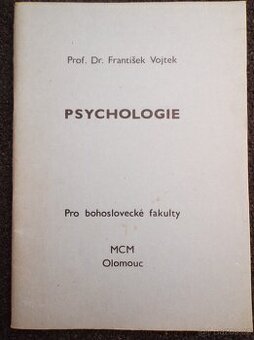 Prof. Dr. František Vojtek
PSYCHOLOGIE
Pro bohoslovecké fakulty
MCM
Olomouc